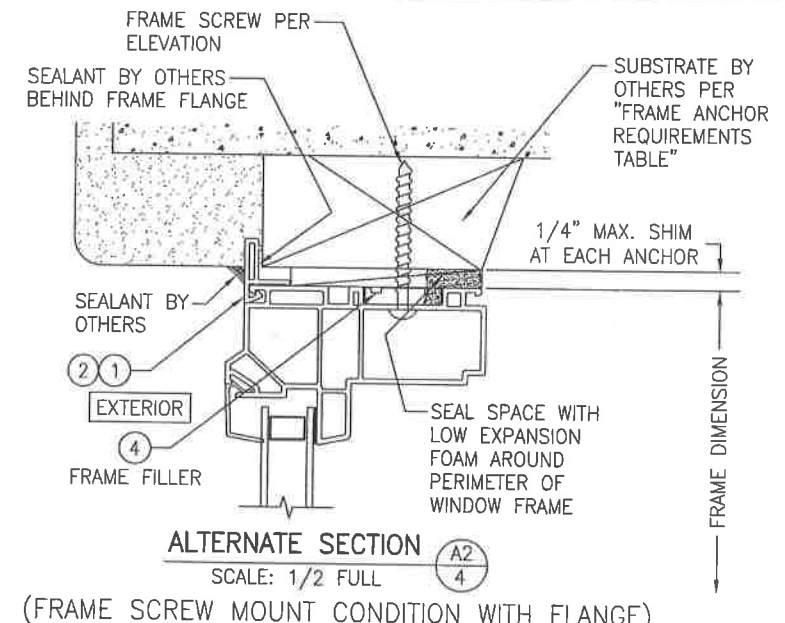 FRAME SCREW PER
ELEVATION
SEALANT BY OTHERS
BEHIND FRAME FLANGE
SUBSTRATE BY
OTHERS PER
"FRAME ANCHOR
REQUIREMENTS
TABLE"
1/4" MAX. SHIM
AT EACH ANCHOR
SEALANT BY
OTHERS
2 1
EXTERIOR
4
FRAME FILLER
SEAL SPACE WITH
LOW EXPANSION
FOAM AROUND
PERIMETER OF
WINDOW FRAME
FRAME DIMENSION
ALTERNATE SECTION
A2
4
SCALE: 1/2 FULL
(FRAME SCREW MOUNT CONDITION WITH FLANGE)